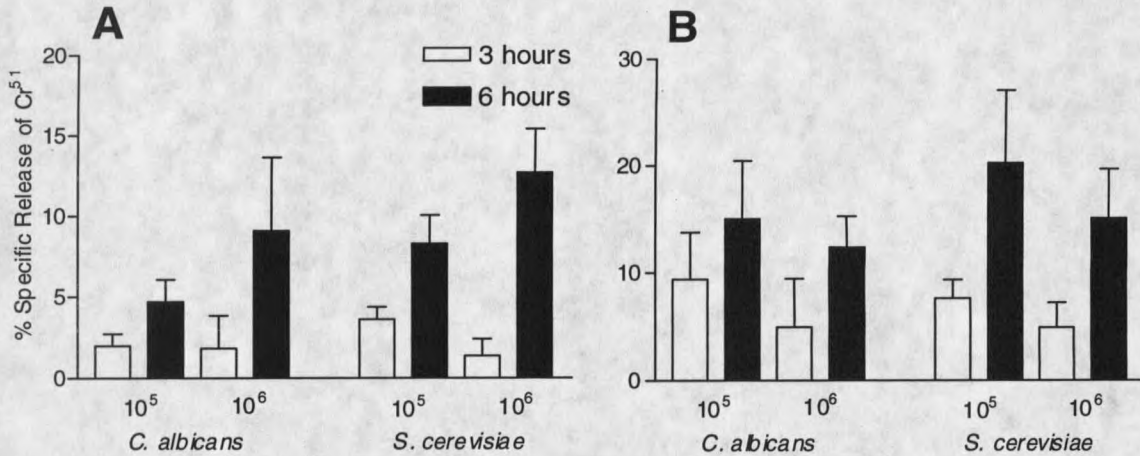 A
B
3 hours
6 hours
% Specific Release of Cr⁵¹
20
15
10
5
0
10⁵
10⁶
10⁵
10⁶
C. albicans
S. cerevisiae
30
20
10
0
10⁵
10⁶
10⁵
10⁶
C. albicans
S. cerevisiae